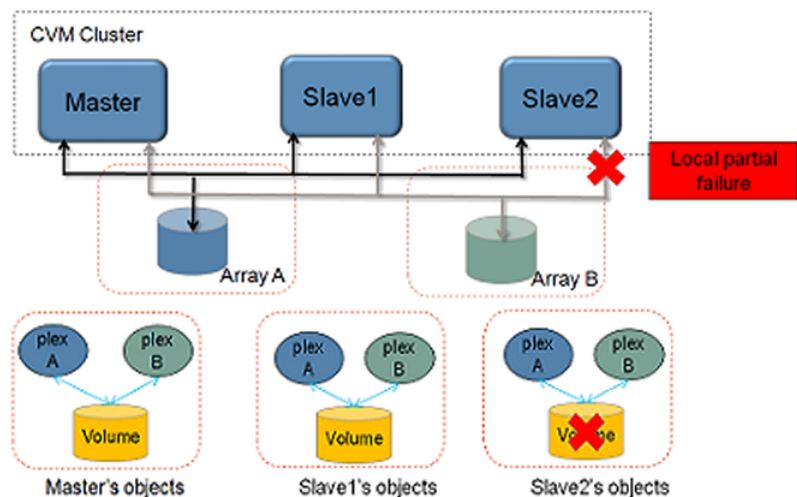 CVM Cluster
Master
Slave1
Slave2
Local partial
failure
Array A
Array B
plex
A
plex
B
Volume
plex
A
plex
B
Volume
plex
A
plex
B
Volume
Master's objects
Slave1's objects
Slave2's objects